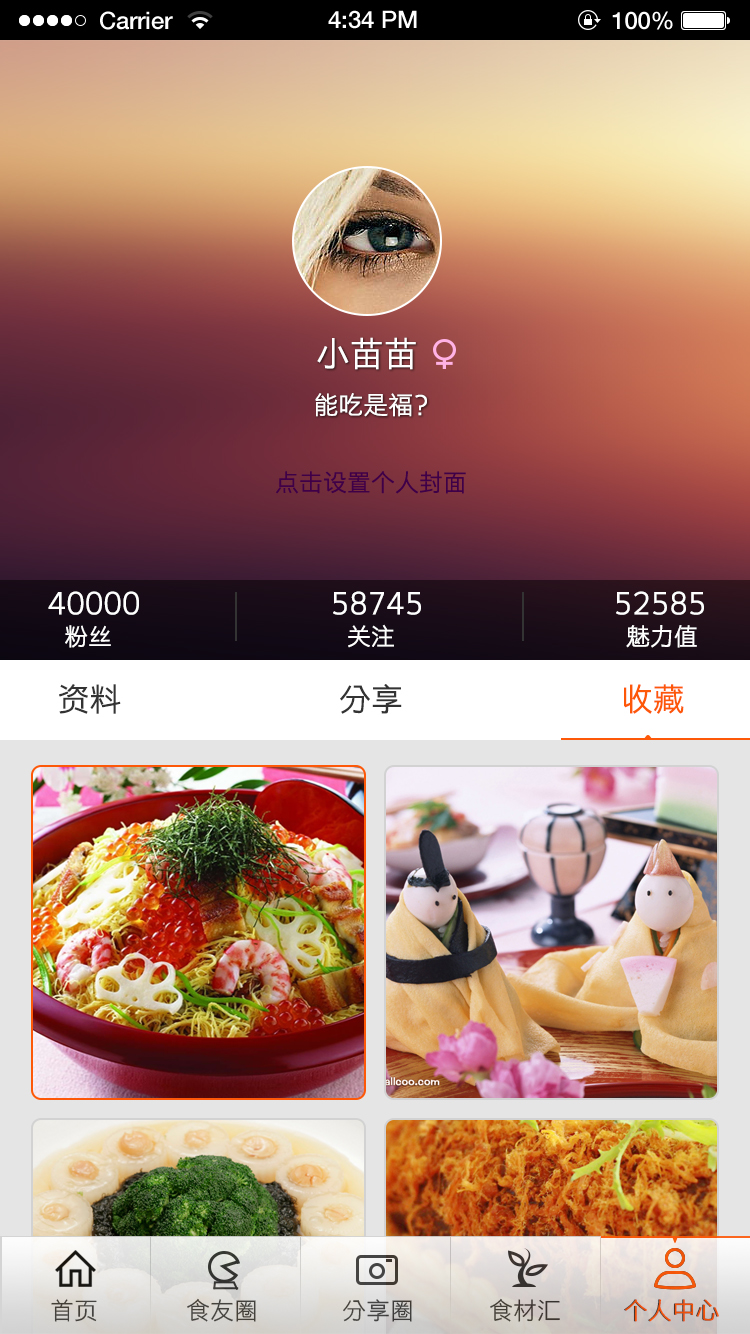 Carrier 4:34 PM 100%
小苗苗♀
能吃是福?
点击设置个人封面
40000 58745 52585
粉丝 关注 魅力值
资料 分享 收藏
allcoo.com
首页 食友圈 分享圈 食材汇 个人中心